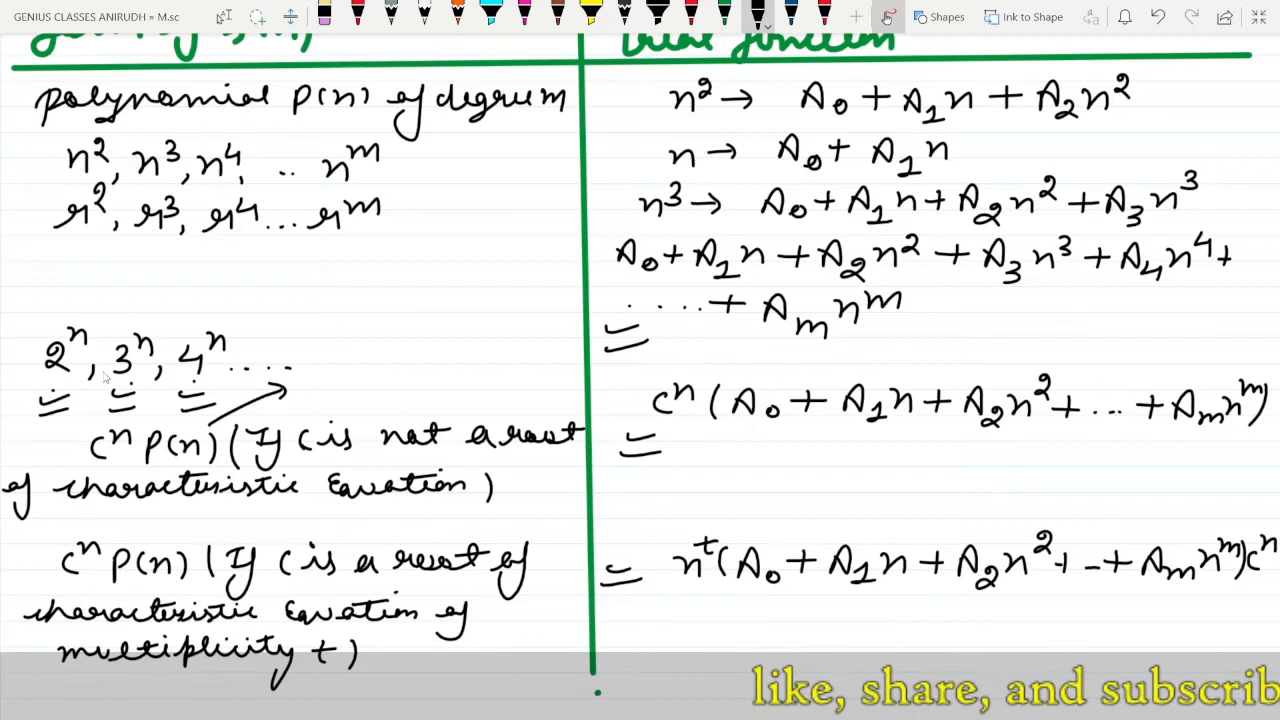 GENIUS CLASSES ANIRUDH » M.sc
Shapes
Ink to Shape
trial function
polynomial P(n) of degree m
n², n³, n⁴, .. nᵐ
r², r³, r⁴ ... rᵐ
2ⁿ, 3ⁿ, 4ⁿ ....
cⁿ P(n) (If c is not a root
of characteristic Equation)
cⁿ P(n) (If c is a root of
characteristic Equation of
multiplicity t)
n² → A₀ + A₁n + A₂n²
n → A₀ + A₁n
n³ → A₀ + A₁n + A₂n² + A₃n³
A₀ + A₁n + A₂n² + A₃n³ + A₄n⁴ +
..... + Aₘnᵐ
cⁿ (A₀ + A₁n + A₂n² + ... + Aₘnᵐ)
nᵗ(A₀ + A₁n + A₂n² + - + Aₘnᵐ)cⁿ
like, share, and subscrib